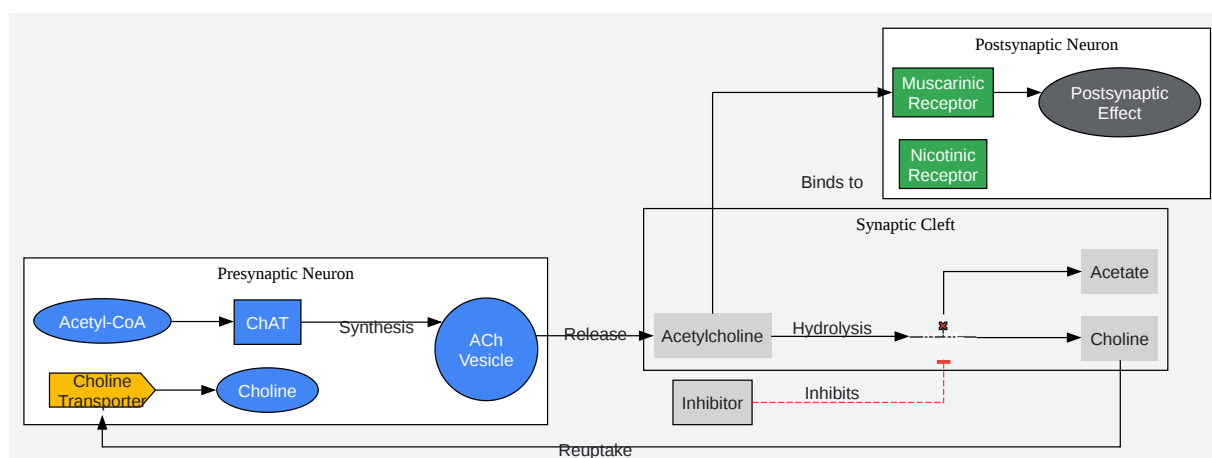 Postsynaptic Neuron
Muscarinic
Receptor
Postsynaptic
Effect
Nicotinic
Receptor
Binds to
Synaptic Cleft
Acetate
Acetylcholine
Hydrolysis
Choline
Inhibitor
Inhibits
Presynaptic Neuron
Acetyl-CoA
ChAT
Synthesis
ACh
Vesicle
Release
Choline
Transporter
Choline
Reuptake